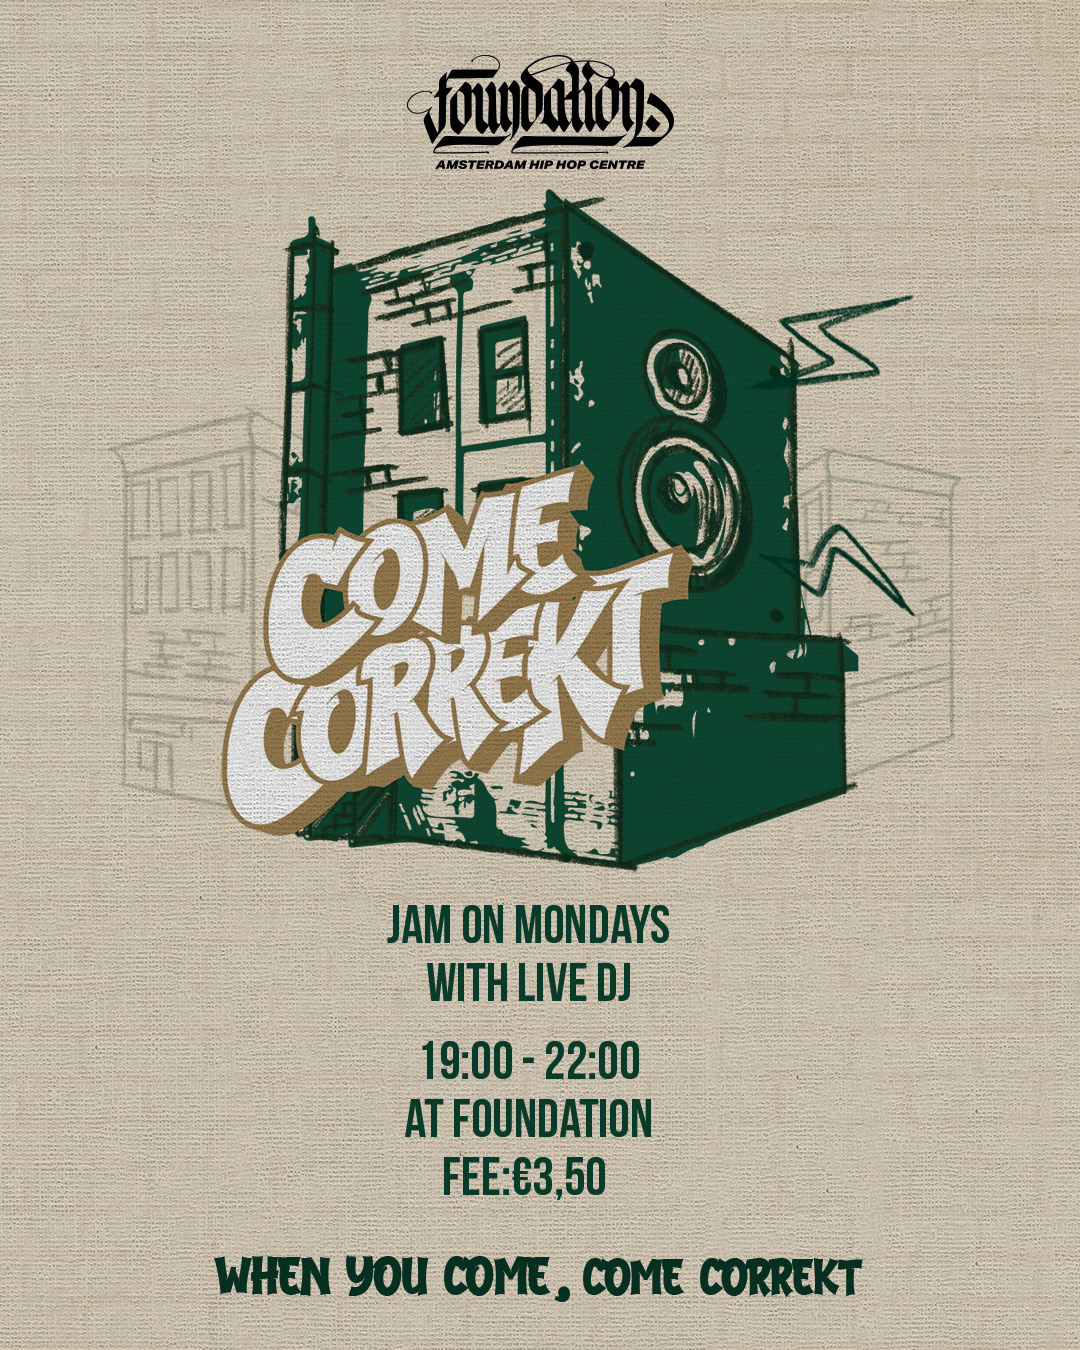 Foundation.
AMSTERDAM HIP HOP CENTRE
COME
CORREKT
JAM ON MONDAYS
WITH LIVE DJ
19:00 - 22:00
AT FOUNDATION
FEE:€3,50
WHEN YOU COME, COME CORREKT